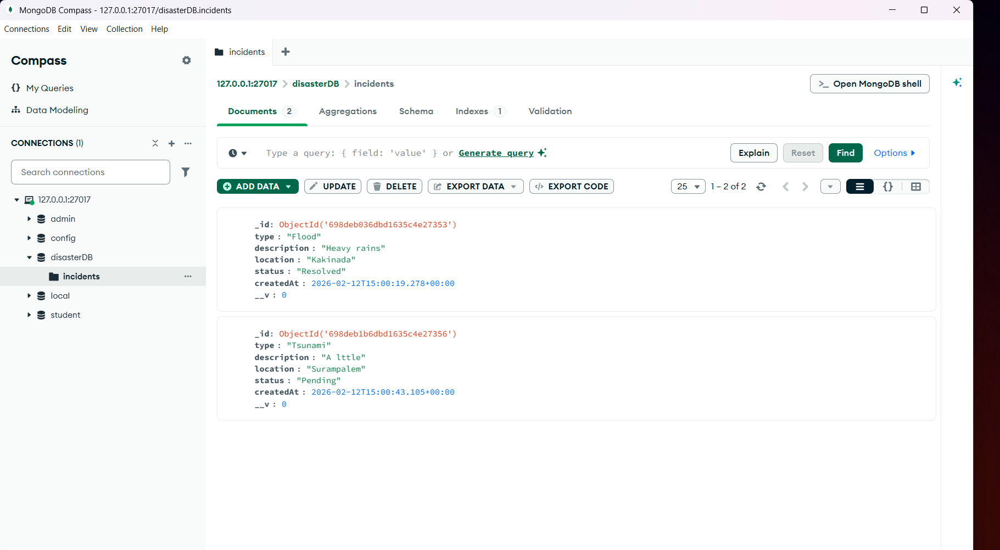 MongoDB Compass - 127.0.0.1:27017/disasterDB.incidents
Connections Edit View Collection Help
Compass
My Queries
Data Modeling
CONNECTIONS (1)
Search connections
127.0.0.1:27017
admin
config
disasterDB
incidents
local
student
incidents
127.0.0.1:27017 disasterDB incidents
Open MongoDB shell
Documents 2 Aggregations Schema Indexes 1 Validation
Type a query: { field: 'value' } or Generate query
Explain Reset Find Options
ADD DATA UPDATE DELETE EXPORT DATA EXPORT CODE
25 1 – 2 of 2
_id: ObjectId('698deb036dbd1635c4e27353')
type : "Flood"
description : "Heavy rains"
location : "Kakinada"
status : "Resolved"
createdAt : 2026-02-12T15:00:19.278+00:00
__v : 0
_id: ObjectId('698deb1b6dbd1635c4e27356')
type : "Tsunami"
description : "A lttle"
location : "Surampalem"
status : "Pending"
createdAt : 2026-02-12T15:00:43.105+00:00
__v : 0